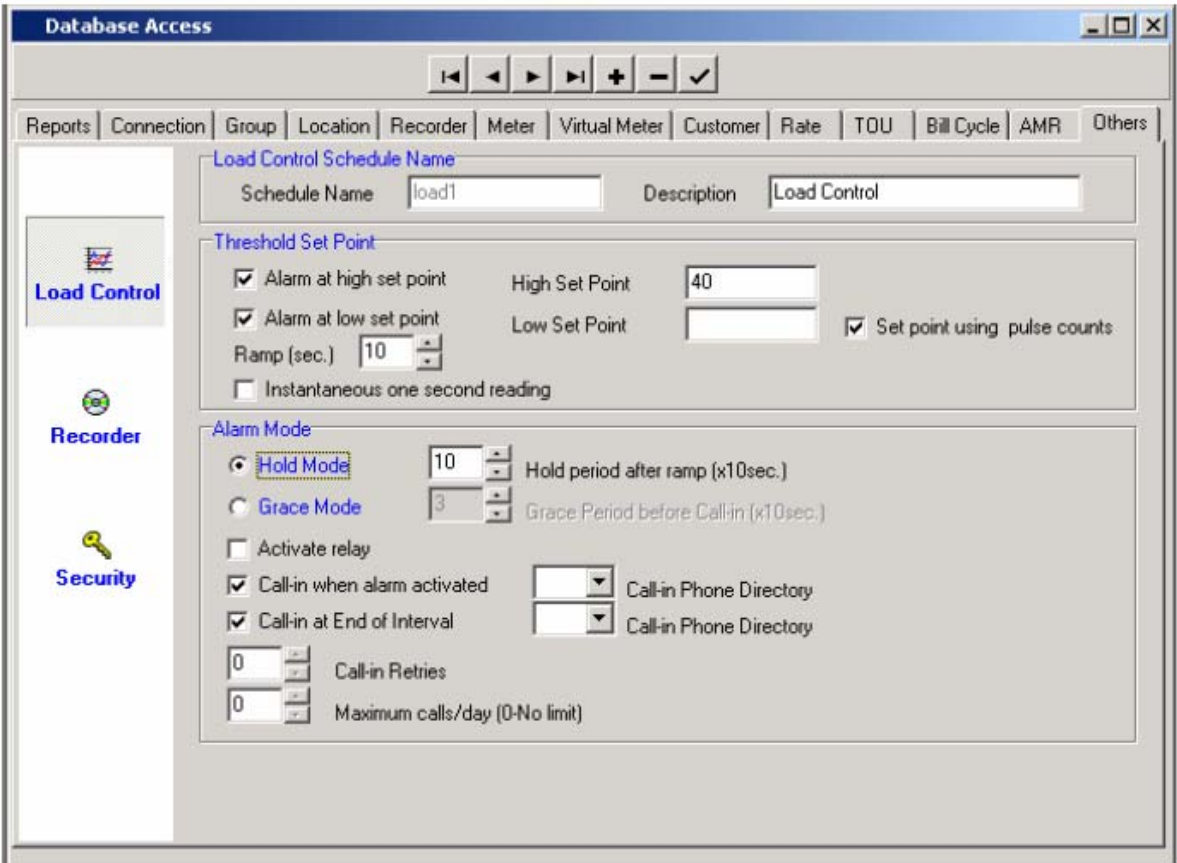 Database Access
Reports Connection Group Location Recorder Meter Virtual Meter Customer Rate TOU Bill Cycle AMR Others
Load Control Schedule Name
Schedule Name load1 Description Load Control
Load Control
Threshold Set Point
Alarm at high set point High Set Point 40
Alarm at low set point Low Set Point Set point using pulse counts
Ramp (sec.) 10
Instantaneous one second reading
Recorder
Alarm Mode
Hold Mode 10 Hold period after ramp (x10sec.)
Grace Mode 3 Grace Period before Call-in (x10sec.)
Activate relay
Security
Call-in when alarm activated Call-in Phone Directory
Call-in at End of Interval Call-in Phone Directory
0 Call-in Retries
0 Maximum calls/day (0-No limit)